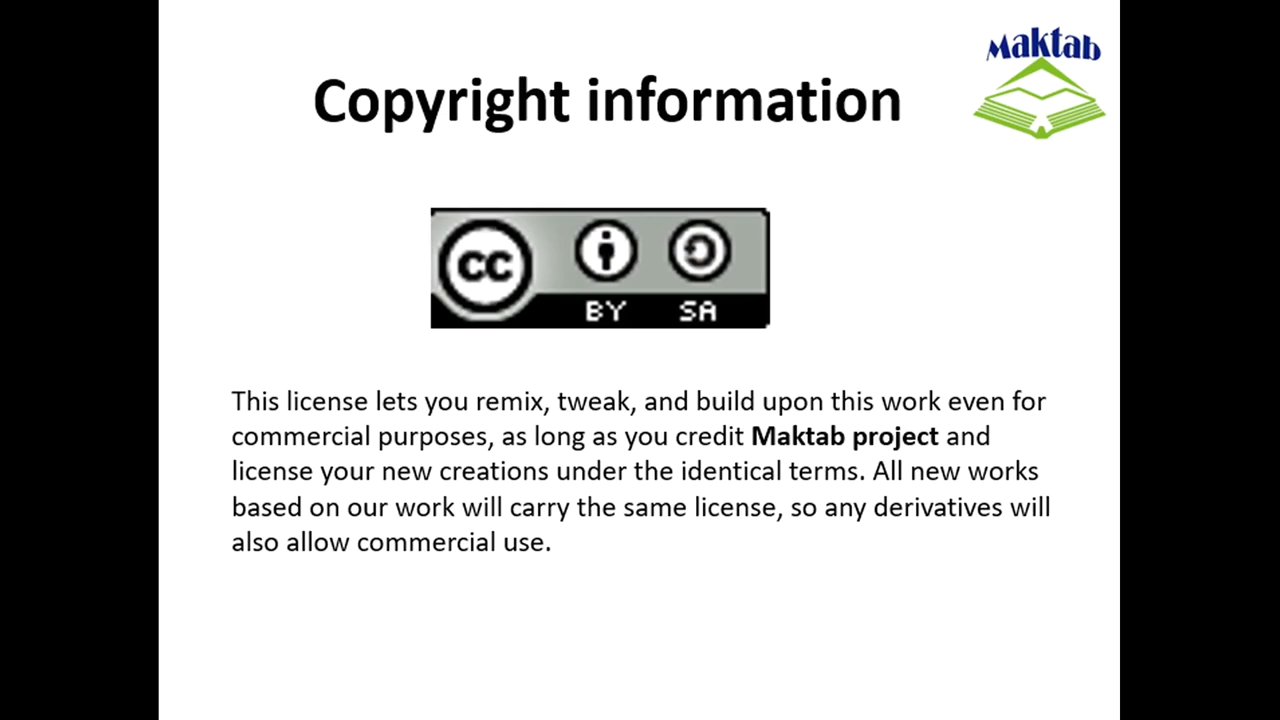 Maktab
Copyright information
CC
BY SA
This license lets you remix, tweak, and build upon this work even for
commercial purposes, as long as you credit Maktab project and
license your new creations under the identical terms. All new works
based on our work will carry the same license, so any derivatives will
also allow commercial use.